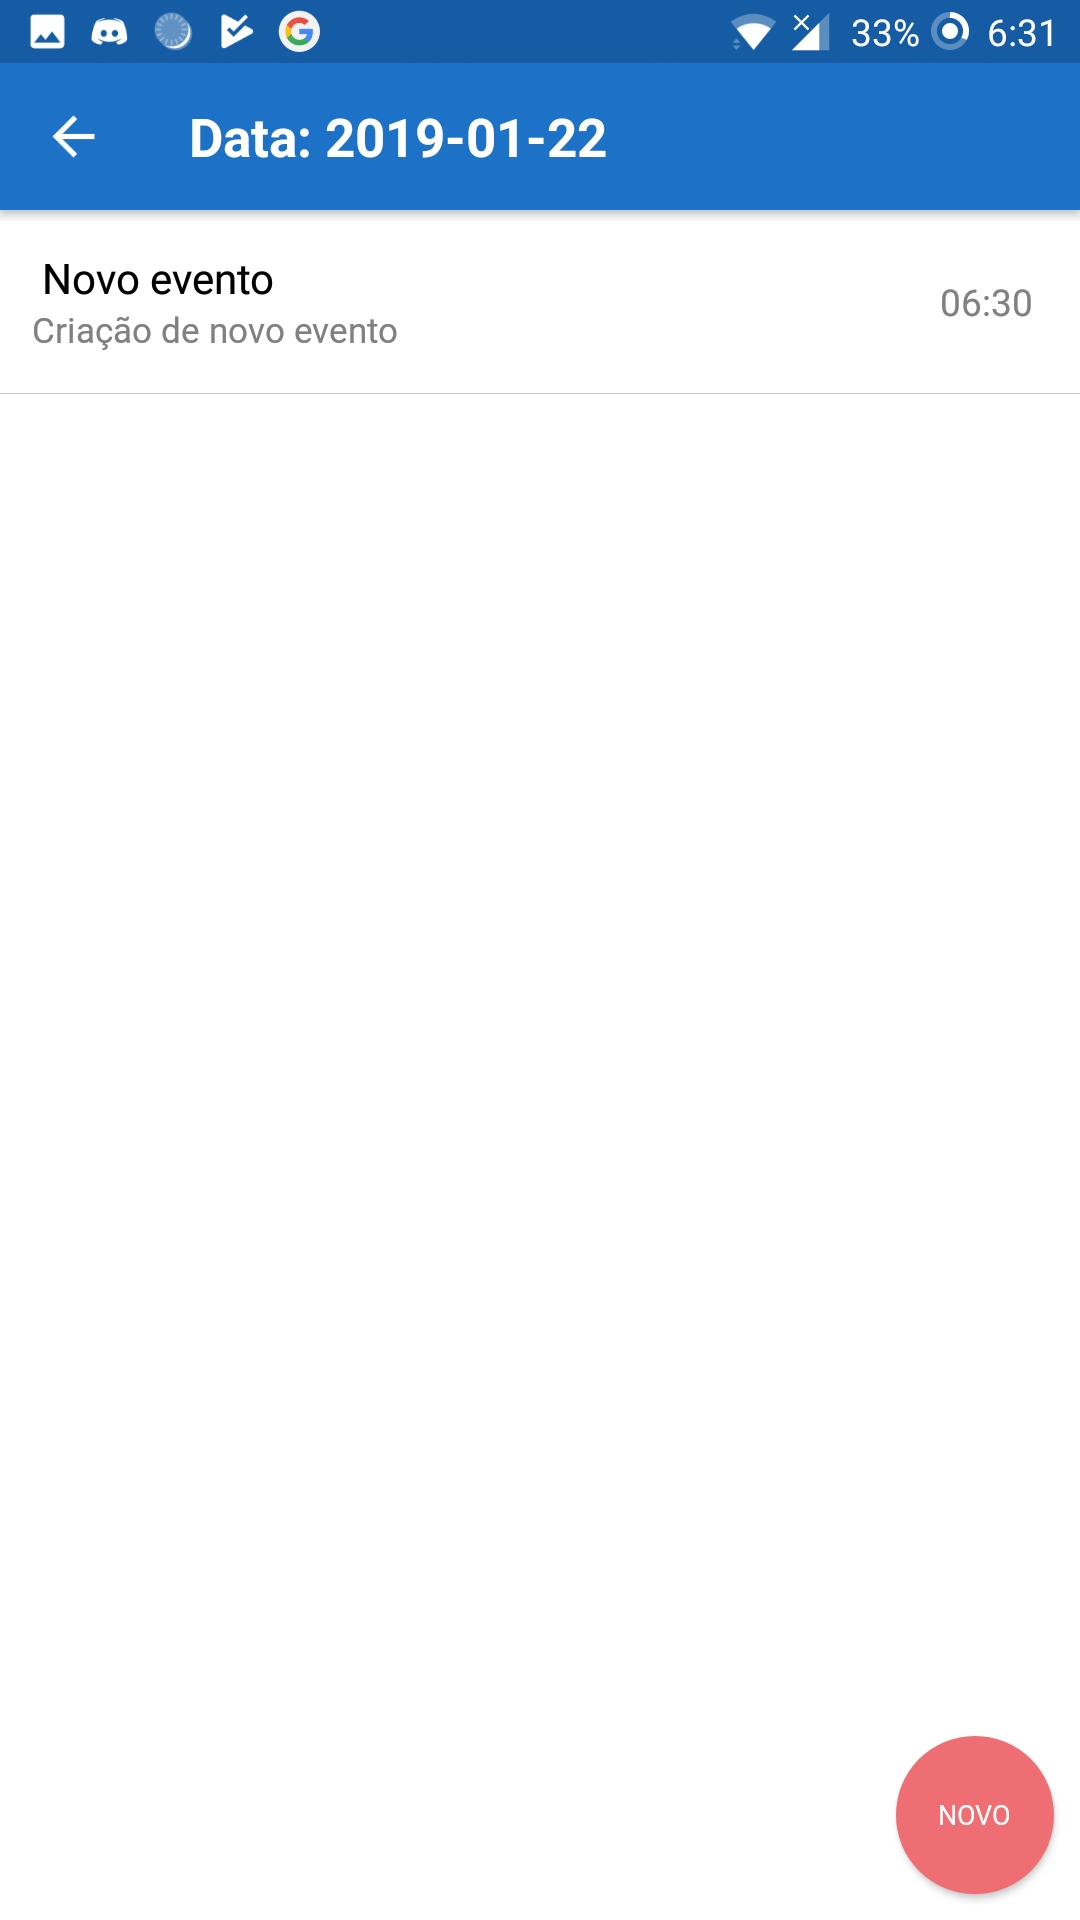 33% 6:31
Data: 2019-01-22
Novo evento
06:30
Criação de novo evento
NOVO